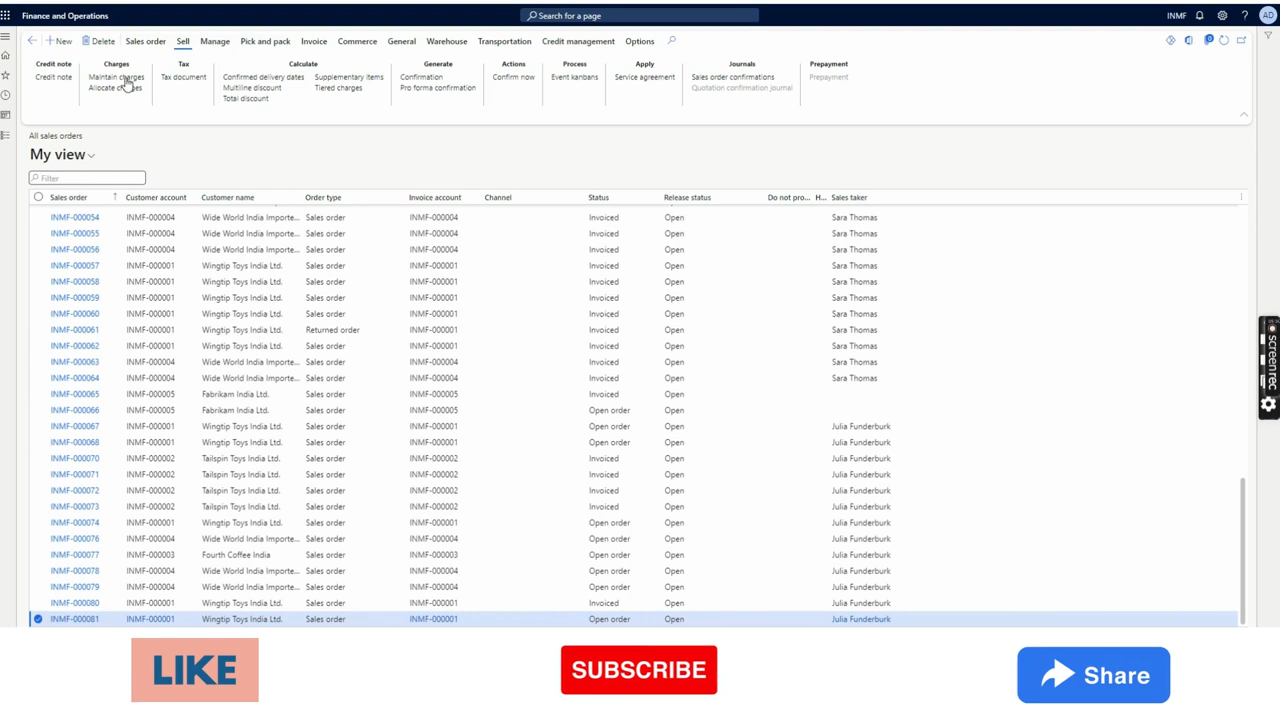 Finance and Operations Search for a page INMF ? AD
New Delete Sales order Sell Manage Pick and pack Invoice Commerce General Warehouse Transportation Credit management Options
Credit note Charges Tax Calculate Generate Actions Process Apply Journals Prepayment
Credit note Maintain charges Tax document Confirmed delivery dates Supplementary items Confirmation Confirm now Event kanbans Service agreement Sales order confirmations Prepayment
Allocate charges Multiline discount Tiered charges Pro forma confirmation Quotation confirmation journal
Total discount
All sales orders
My view
Filter
Sales order Customer account Customer name Order type Invoice account Channel Status Release status Do not pro... H... Sales taker
INMF-000054 INMF-000004 Wide World India Importe... Sales order INMF-000004 Invoiced Open Sara Thomas
INMF-000055 INMF-000004 Wide World India Importe... Sales order INMF-000004 Invoiced Open Sara Thomas
INMF-000056 INMF-000004 Wide World India Importe... Sales order INMF-000004 Invoiced Open Sara Thomas
INMF-000057 INMF-000001 Wingtip Toys India Ltd. Sales order INMF-000001 Invoiced Open Sara Thomas
INMF-000058 INMF-000001 Wingtip Toys India Ltd. Sales order INMF-000001 Invoiced Open Sara Thomas
INMF-000059 INMF-000001 Wingtip Toys India Ltd. Sales order INMF-000001 Invoiced Open Sara Thomas
INMF-000060 INMF-000001 Wingtip Toys India Ltd. Sales order INMF-000001 Invoiced Open Sara Thomas
INMF-000061 INMF-000001 Wingtip Toys India Ltd. Returned order INMF-000001 Invoiced Open Sara Thomas
INMF-000062 INMF-000001 Wingtip Toys India Ltd. Sales order INMF-000001 Invoiced Open Sara Thomas
INMF-000063 INMF-000004 Wide World India Importe... Sales order INMF-000004 Invoiced Open Sara Thomas
INMF-000064 INMF-000004 Wide World India Importe... Sales order INMF-000004 Invoiced Open Sara Thomas
INMF-000065 INMF-000005 Fabrikam India Ltd. Sales order INMF-000005 Invoiced Open
INMF-000066 INMF-000005 Fabrikam India Ltd. Sales order INMF-000005 Open order Open
INMF-000067 INMF-000001 Wingtip Toys India Ltd. Sales order INMF-000001 Open order Open Julia Funderburk
INMF-000068 INMF-000001 Wingtip Toys India Ltd. Sales order INMF-000001 Open order Open Julia Funderburk
INMF-000070 INMF-000002 Tailspin Toys India Ltd. Sales order INMF-000002 Invoiced Open Julia Funderburk
INMF-000071 INMF-000002 Tailspin Toys India Ltd. Sales order INMF-000002 Invoiced Open Julia Funderburk
INMF-000072 INMF-000002 Tailspin Toys India Ltd. Sales order INMF-000002 Invoiced Open Julia Funderburk
INMF-000073 INMF-000002 Tailspin Toys India Ltd. Sales order INMF-000002 Invoiced Open Julia Funderburk
INMF-000074 INMF-000001 Wingtip Toys India Ltd. Sales order INMF-000001 Open order Open Julia Funderburk
INMF-000076 INMF-000004 Wide World India Importe... Sales order INMF-000004 Open order Open Julia Funderburk
INMF-000077 INMF-000003 Fourth Coffee India Sales order INMF-000003 Open order Open Julia Funderburk
INMF-000078 INMF-000004 Wide World India Importe... Sales order INMF-000004 Open order Open Julia Funderburk
INMF-000079 INMF-000004 Wide World India Importe... Sales order INMF-000004 Open order Open Julia Funderburk
INMF-000080 INMF-000001 Wingtip Toys India Ltd. Sales order INMF-000001 Invoiced Open Julia Funderburk
INMF-000081 INMF-000001 Wingtip Toys India Ltd. Sales order INMF-000001 Open order Open Julia Funderburk
screenrec
LIKE SUBSCRIBE Share